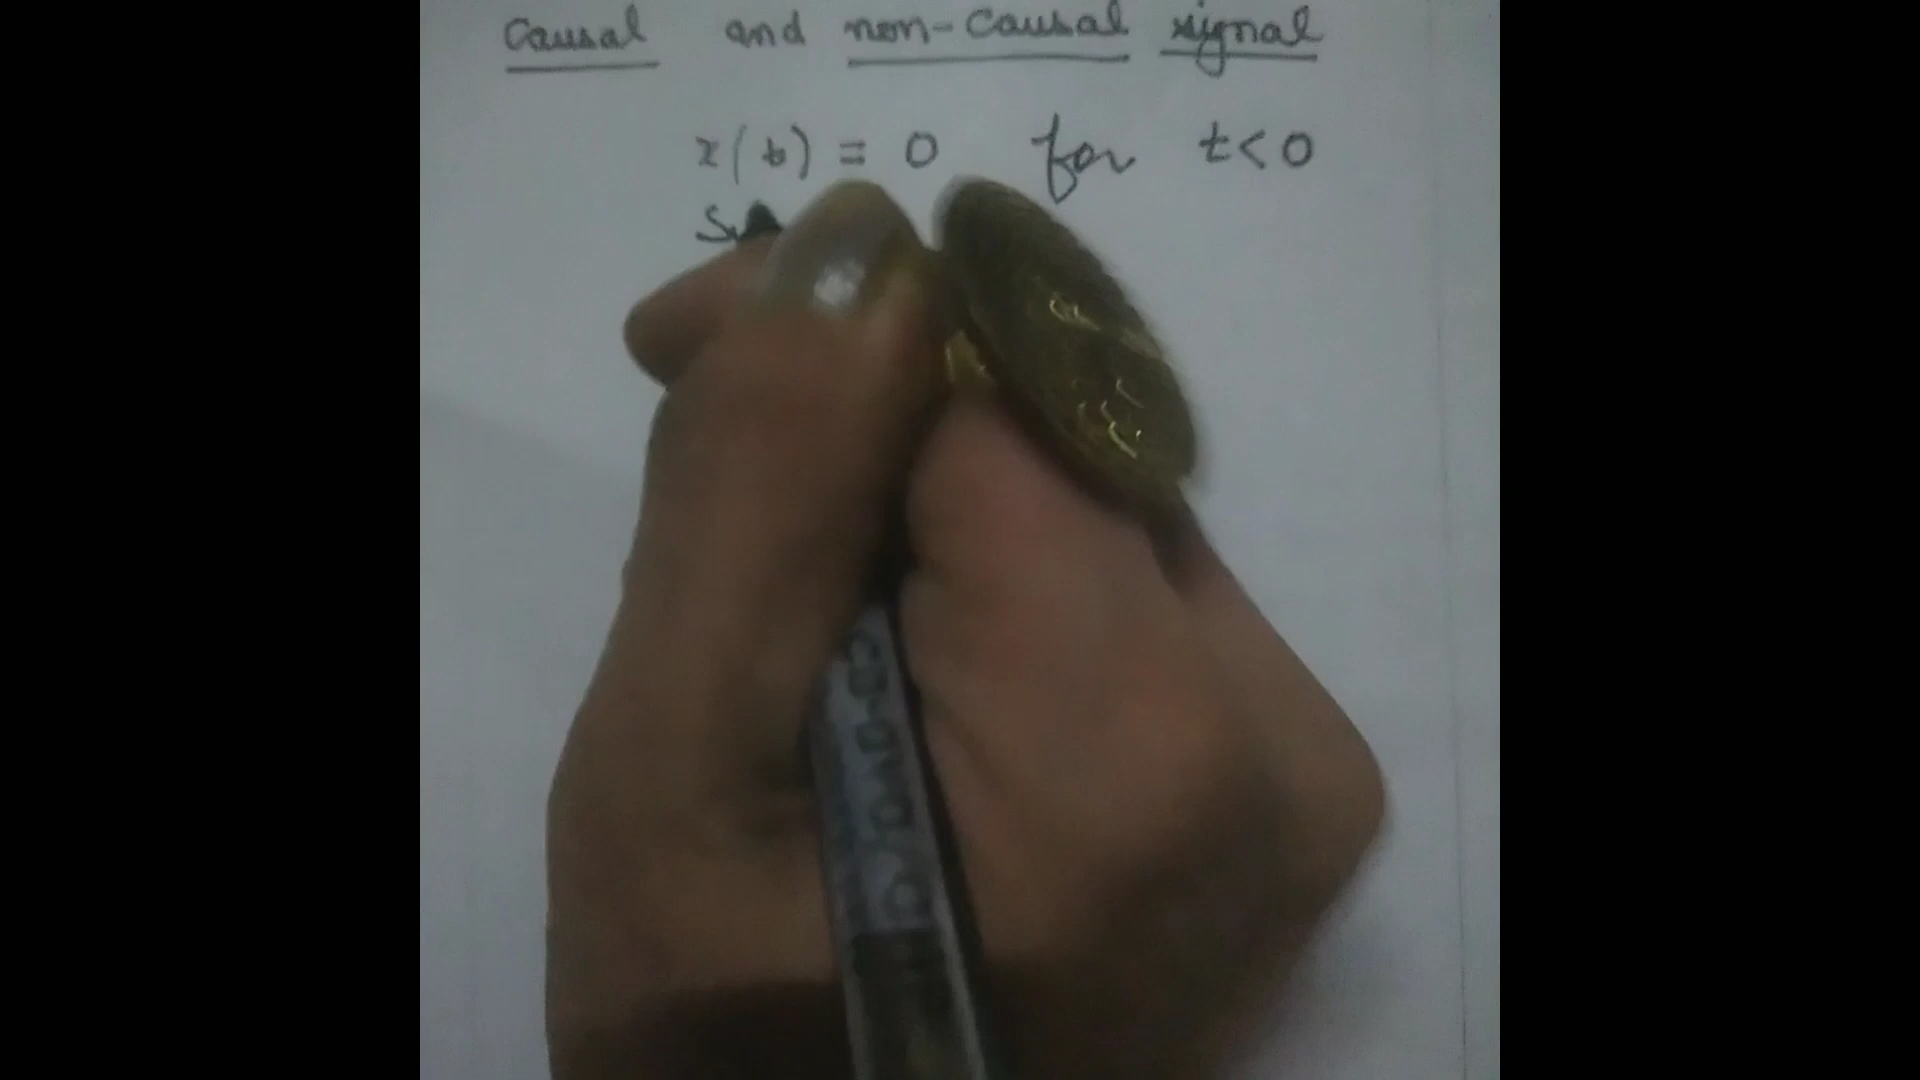 Causal and non-causal signal
x(t) = 0 for t<0